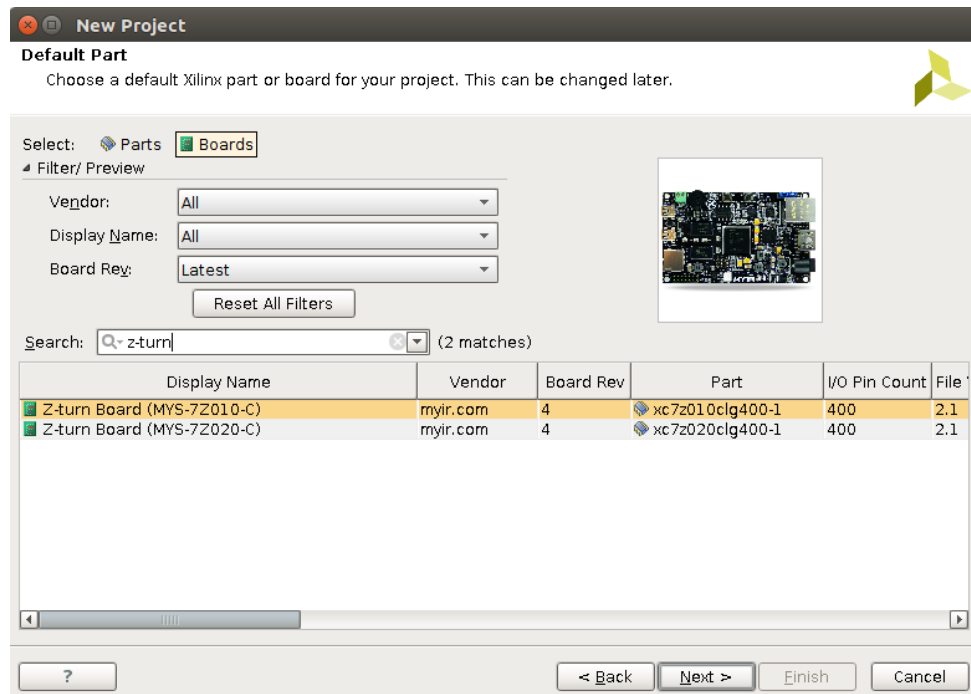 New Project
Default Part
Choose a default Xilinx part or board for your project. This can be changed later.
Select: Parts Boards
Filter/ Preview
Vendor: All
Display Name: All
Board Rev: Latest
Reset All Filters
Search: z-turn (2 matches)
Display Name Vendor Board Rev Part I/O Pin Count File
Z-turn Board (MYS-7Z010-C) myir.com 4 xc7z010clg400-1 400 2.1
Z-turn Board (MYS-7Z020-C) myir.com 4 xc7z020clg400-1 400 2.1
? < Back Next > Finish Cancel